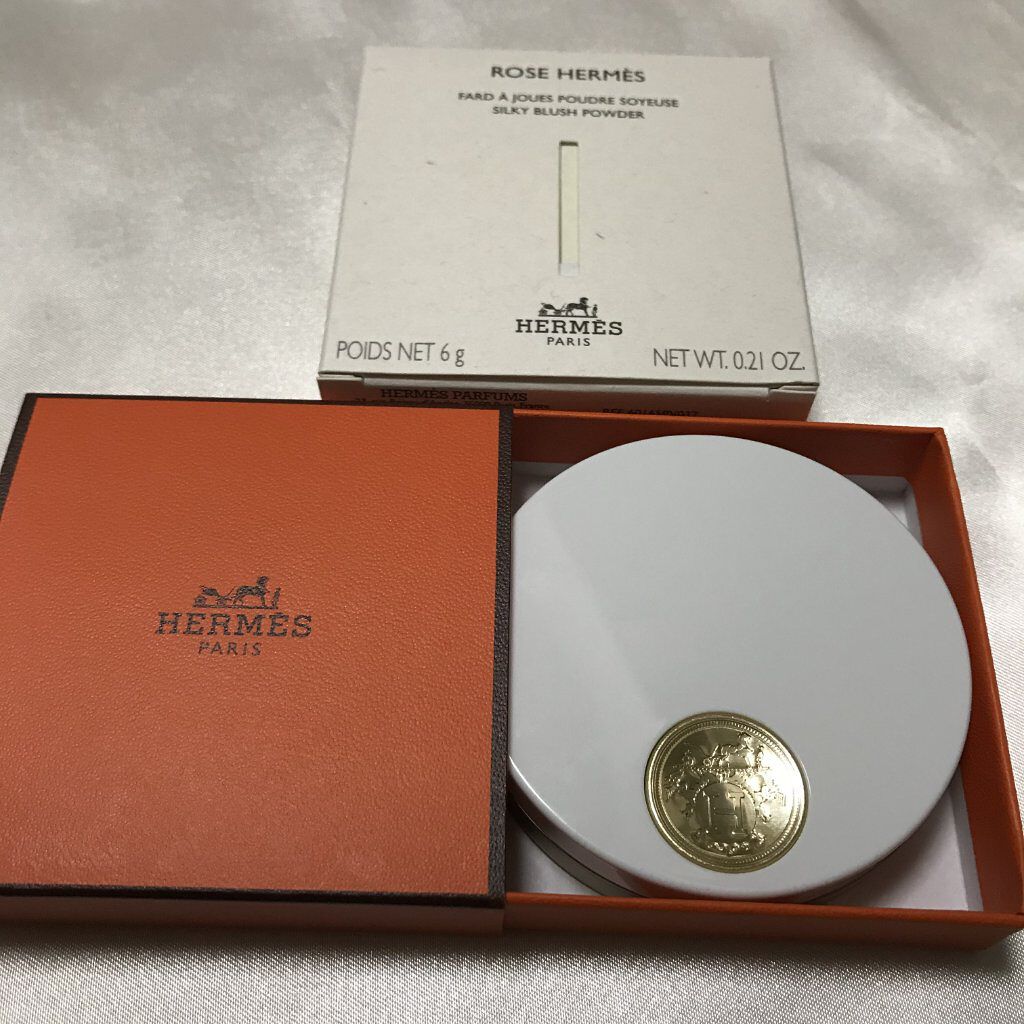 ROSE HERMÈS
FARD À JOUES POUDRE SOYEUSE
SILKY BLUSH POWDER
HERMÈS
PARIS
POIDS NET 6 g
NET WT. 0.21 OZ.
HERMÈS PARFUMS
HERMÈS
PARIS
H